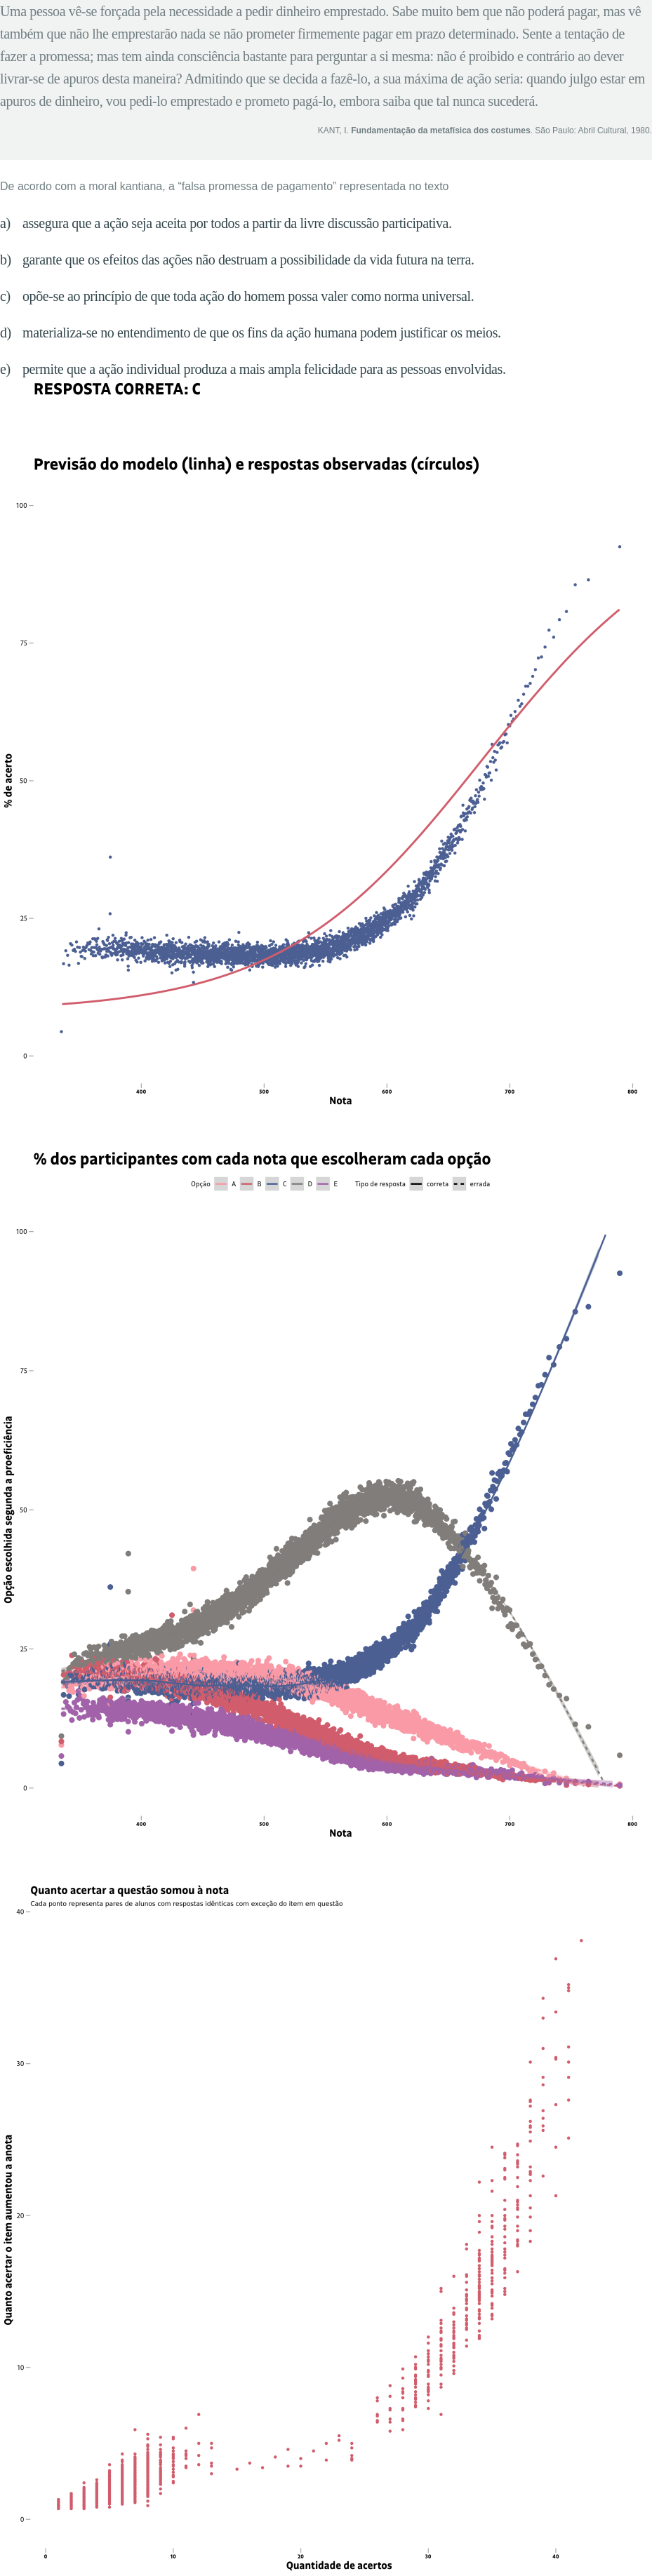 Uma pessoa vê-se forçada pela necessidade a pedir dinheiro emprestado. Sabe muito bem que não poderá pagar, mas vê
também que não lhe emprestarão nada se não prometer firmemente pagar em prazo determinado. Sente a tentação de
fazer a promessa; mas tem ainda consciência bastante para perguntar a si mesma: não é proibido e contrário ao dever
livrar-se de apuros desta maneira? Admitindo que se decida a fazê-lo, a sua máxima de ação seria: quando julgo estar em
apuros de dinheiro, vou pedi-lo emprestado e prometo pagá-lo, embora saiba que tal nunca sucederá.
KANT, I. Fundamentação da metafísica dos costumes. São Paulo: Abril Cultural, 1980.
De acordo com a moral kantiana, a “falsa promessa de pagamento” representada no texto
a) assegura que a ação seja aceita por todos a partir da livre discussão participativa.
b) garante que os efeitos das ações não destruam a possibilidade da vida futura na terra.
c) opõe-se ao princípio de que toda ação do homem possa valer como norma universal.
d) materializa-se no entendimento de que os fins da ação humana podem justificar os meios.
e) permite que a ação individual produza a mais ampla felicidade para as pessoas envolvidas.
RESPOSTA CORRETA: C
Previsão do modelo (linha) e respostas observadas (círculos)
100
75
50
25
0
% de acerto
400 500 600 700 800
Nota
% dos participantes com cada nota que escolheram cada opção
Opção A B C D E Tipo de resposta correta errada
100
75
50
25
0
Opção escolhida segunda a proeficiência
400 500 600 700 800
Nota
Quanto acertar a questão somou à nota
Cada ponto representa pares de alunos com respostas idênticas com exceção do item em questão
40
30
20
10
0
Quanto acertar o item aumentou a anota
0 10 20 30 40
Quantidade de acertos